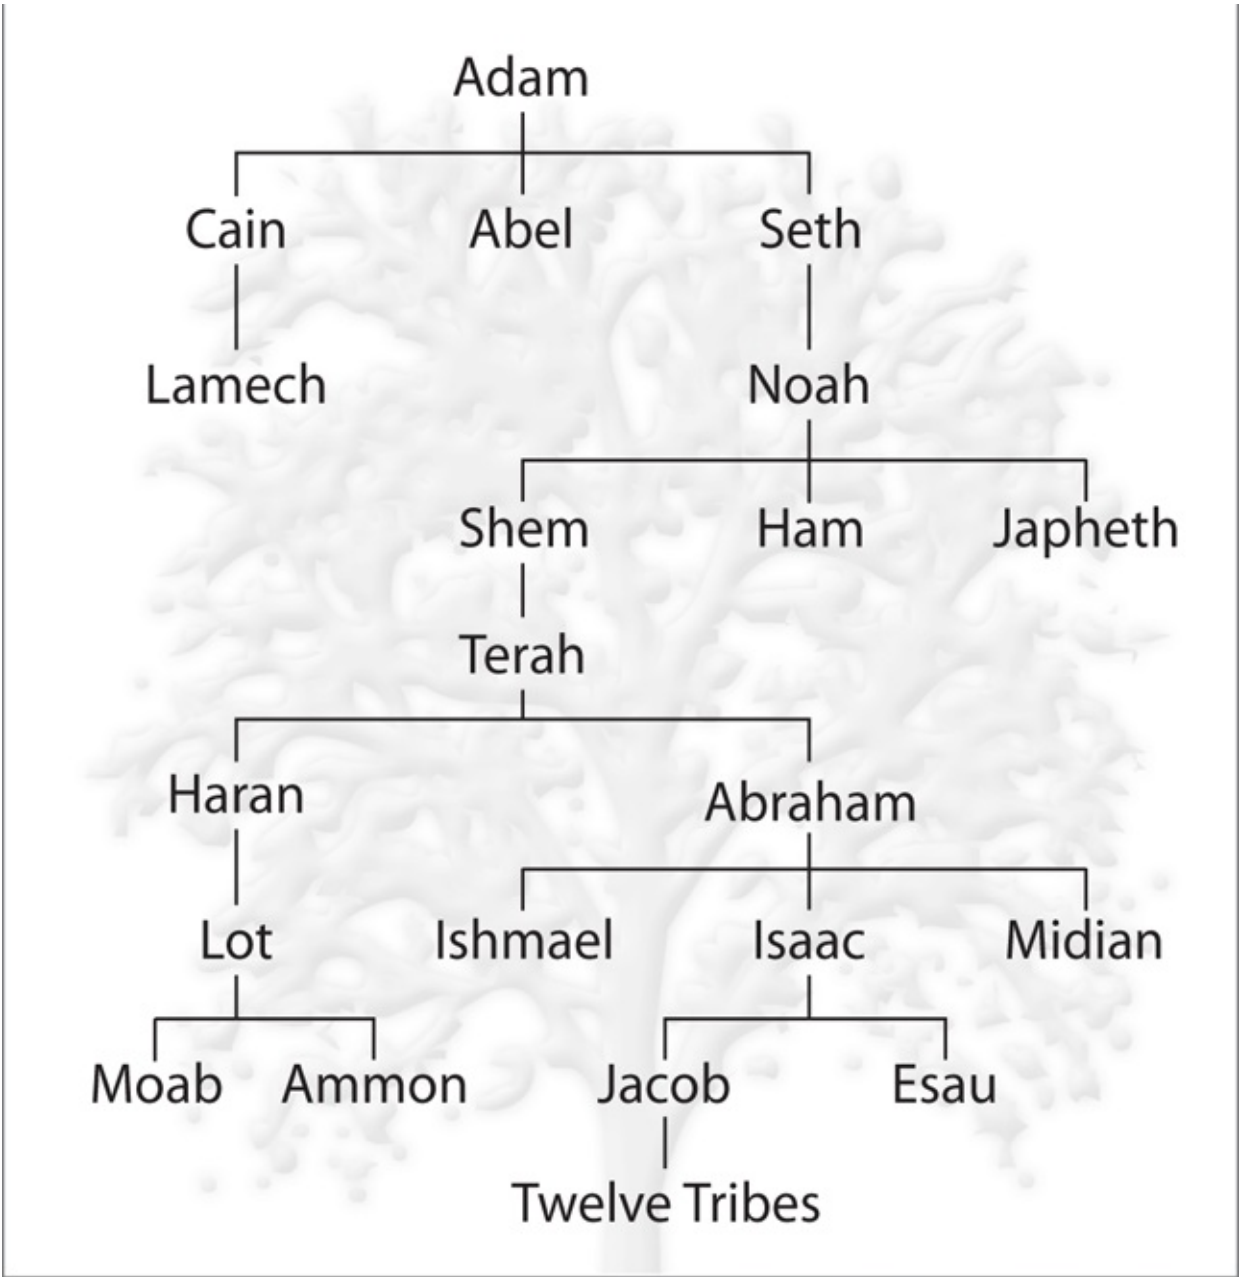 Adam
Cain Abel Seth
Lamech Noah
Shem Ham Japheth
Terah
Haran Abraham
Lot Ishmael Isaac Midian
Moab Ammon Jacob Esau
Twelve Tribes